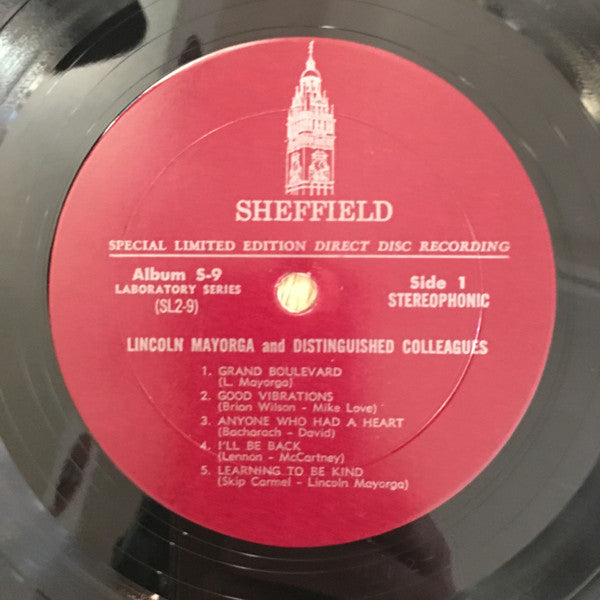 SHEFFIELD
SPECIAL LIMITED EDITION DIRECT DISC RECORDING
Album S-9
LABORATORY SERIES
(SL2-9)
Side 1
STEREOPHONIC
LINCOLN MAYORGA and DISTINGUISHED COLLEAGUES
1. GRAND BOULEVARD
(L. Mayorga)
2. GOOD VIBRATIONS
(Brian Wilson - Mike Love)
3. ANYONE WHO HAD A HEART
(Bacharach - David)
4. I'LL BE BACK
(Lennon - McCartney)
5. LEARNING TO BE KIND
(Skip Carmel - Lincoln Mayorga)